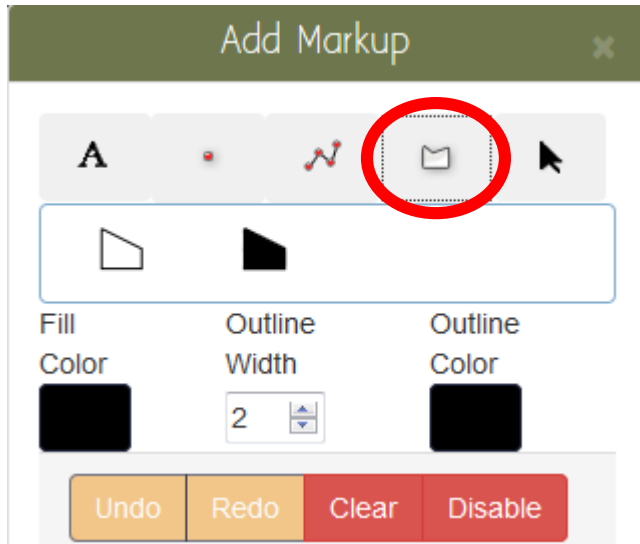 Add Markup ×
A
Fill Outline Outline
Color Width Color
2
Undo Redo Clear Disable